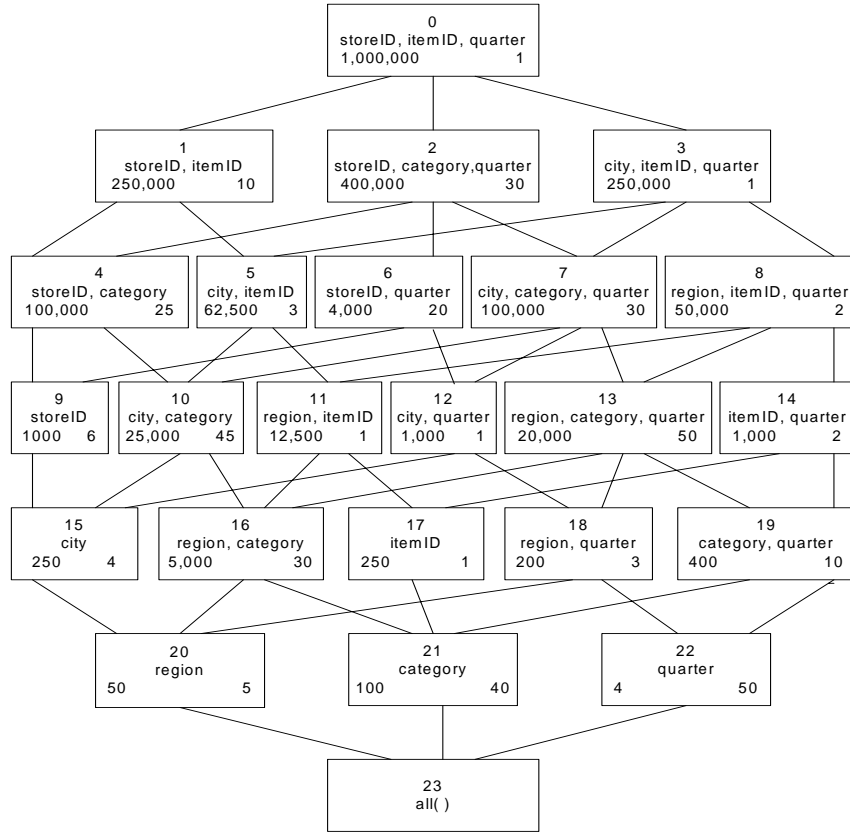 0
storeID, itemID, quarter
1,000,000 1
1
storeID, itemID
250,000 10
2
storeID, category,quarter
400,000 30
3
city, itemID, quarter
250,000 1
4
storeID, category
100,000 25
5
city, itemID
62,500 3
6
storeID, quarter
4,000 20
7
city, category, quarter
100,000 30
8
region, itemID, quarter
50,000 2
9
storeID
1000 6
10
city, category
25,000 45
11
region, itemID
12,500 1
12
city, quarter
1,000 1
13
region, category, quarter
20,000 50
14
itemID, quarter
1,000 2
15
city
250 4
16
region, category
5,000 30
17
itemID
250 1
18
region, quarter
200 3
19
category, quarter
400 10
20
region
50 5
21
category
100 40
22
quarter
4 50
23
all( )